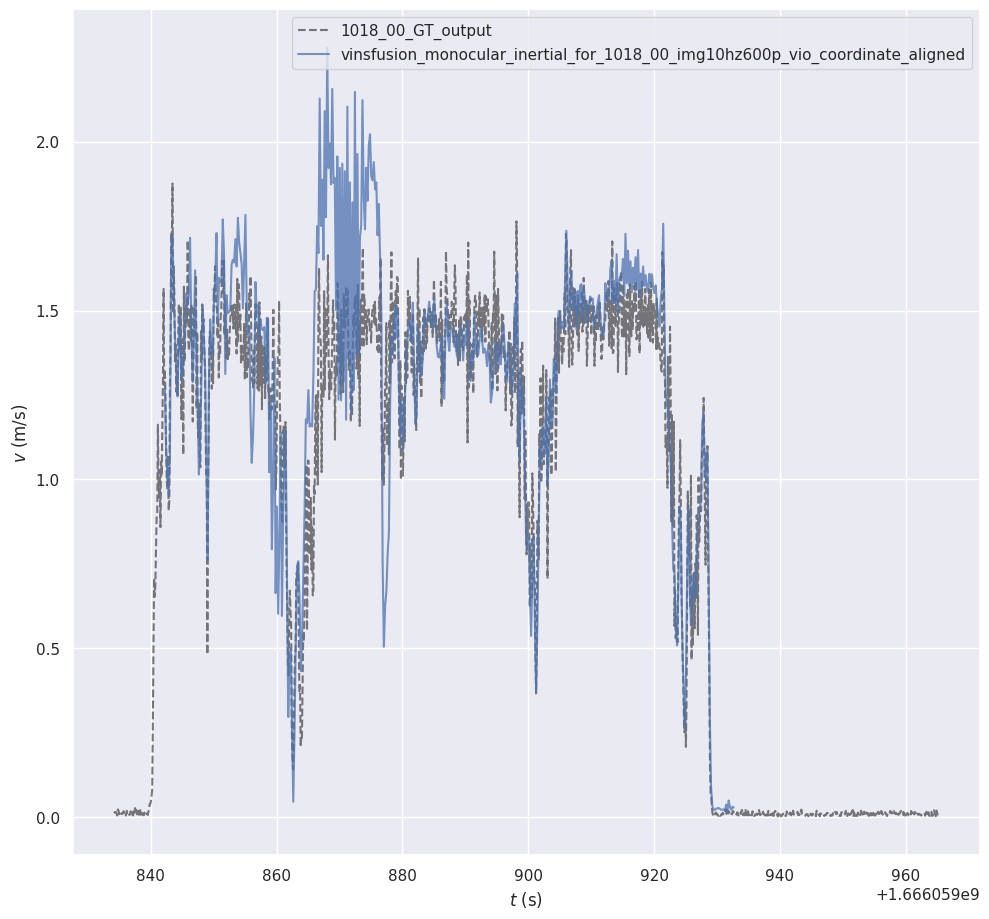 1018_00_GT_output
vinsfusion_monocular_inertial_for_1018_00_img10hz600p_vio_coordinate_aligned
2.0
1.5
1.0
0.5
0.0
v (m/s)
840 860 880 900 920 940 960
t (s)
+1.666059e9